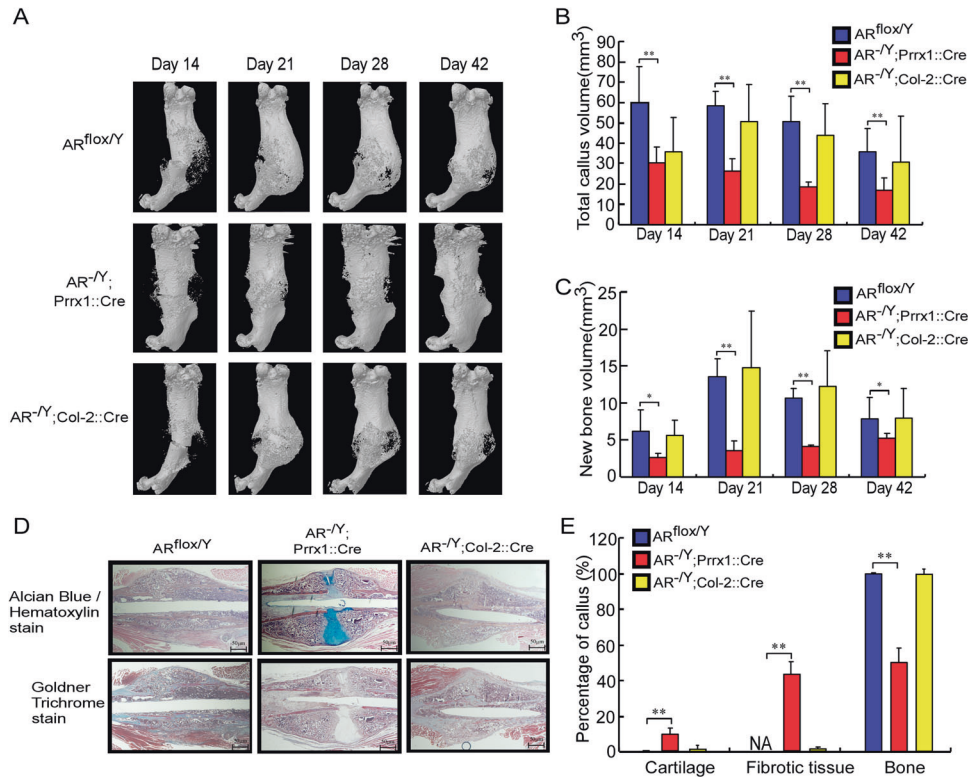 A
Day 14 Day 21 Day 28 Day 42
AR^flox/Y
AR^-/Y;
Prrx1::Cre
AR^-/Y;Col-2::Cre
B
Total callus volume(mm³)
90
80
70
60
50
40
30
20
10
0
** ** ** **
Day 14 Day 21 Day 28 Day 42
AR^flox/Y
AR^-/Y;Prrx1::Cre
AR^-/Y;Col-2::Cre
C
New bone volume(mm³)
25
20
15
10
5
0
* ** ** *
Day 14 Day 21 Day 28 Day 42
AR^flox/Y
AR^-/Y;Prrx1::Cre
AR^-/Y;Col-2::Cre
D
AR^flox/Y
AR^-/Y;
Prrx1::Cre
AR^-/Y;Col-2::Cre
Alcian Blue /
Hematoxylin
stain
50µm 50µm 50µm
Goldner
Trichrome
stain
50µm 50µm 50µm
E
AR^flox/Y
AR^-/Y;Prrx1::Cre
AR^-/Y;Col-2::Cre
Percentage of callus (%)
120
100
80
60
40
20
0
** ** **
NA
Cartilage Fibrotic tissue Bone